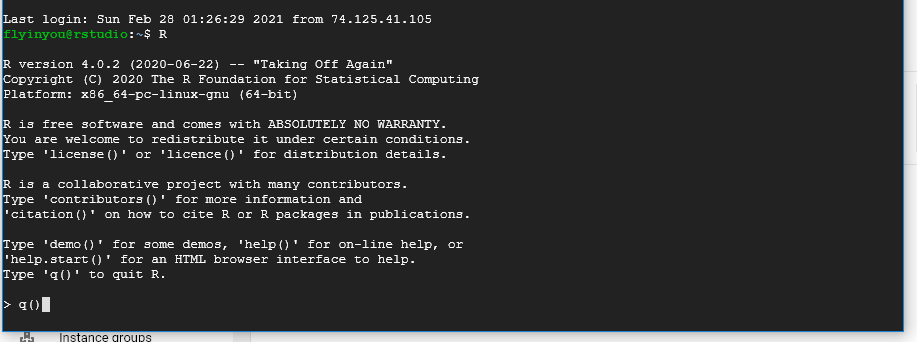 Last login: Sun Feb 28 01:26:29 2021 from 74.125.41.105
flyinyou@rstudio:~$ R
R version 4.0.2 (2020-06-22) -- "Taking Off Again"
Copyright (C) 2020 The R Foundation for Statistical Computing
Platform: x86_64-pc-linux-gnu (64-bit)
R is free software and comes with ABSOLUTELY NO WARRANTY.
You are welcome to redistribute it under certain conditions.
Type 'license()' or 'licence()' for distribution details.
R is a collaborative project with many contributors.
Type 'contributors()' for more information and
'citation()' on how to cite R or R packages in publications.
Type 'demo()' for some demos, 'help()' for on-line help, or
'help.start()' for an HTML browser interface to help.
Type 'q()' to quit R.
> q()
Instance groups